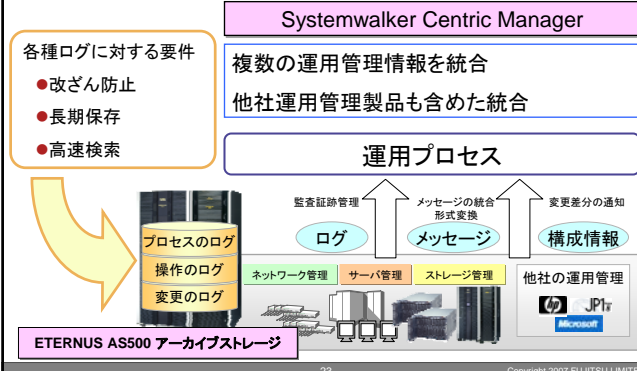 Systemwalker Centric Manager
各種ログに対する要件
●改ざん防止
●長期保存
●高速検索
複数の運用管理情報を統合
他社運用管理製品も含めた統合
運用プロセス
監査証跡管理
メッセージの統合
形式変換
変更差分の通知
ログ
メッセージ
構成情報
プロセスのログ
操作のログ
変更のログ
ネットワーク管理
サーバ管理
ストレージ管理
他社の運用管理
hp
JP1
Microsoft
ETERNUS AS500 アーカイブストレージ
23
Copyright 2007 FUJITSU LIMITE